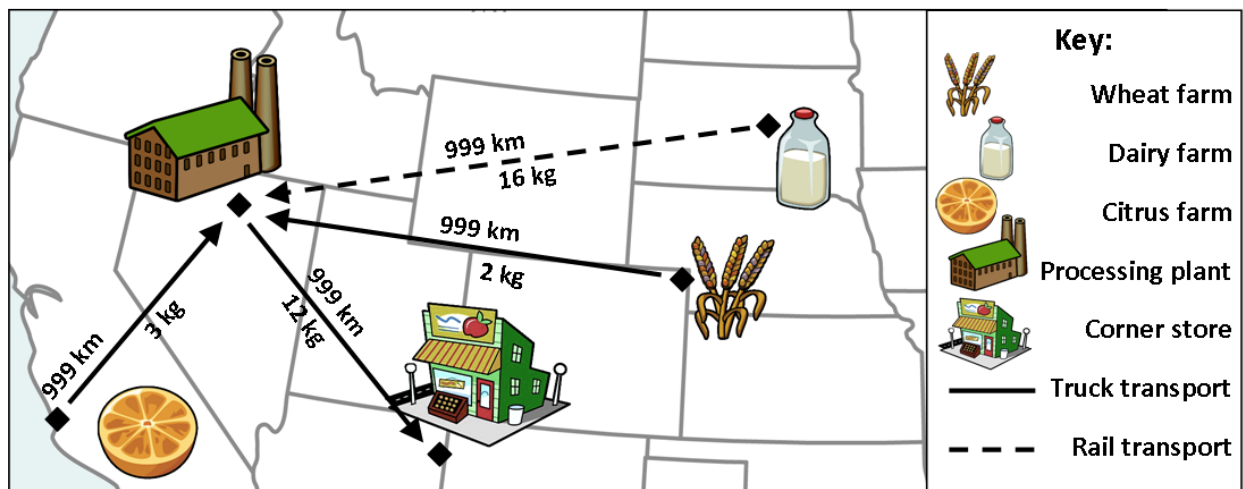 999 km
16 kg
999 km
2 kg
999 km
12 kg
999 km
3 kg
Key:
Wheat farm
Dairy farm
Citrus farm
Processing plant
Corner store
Truck transport
Rail transport